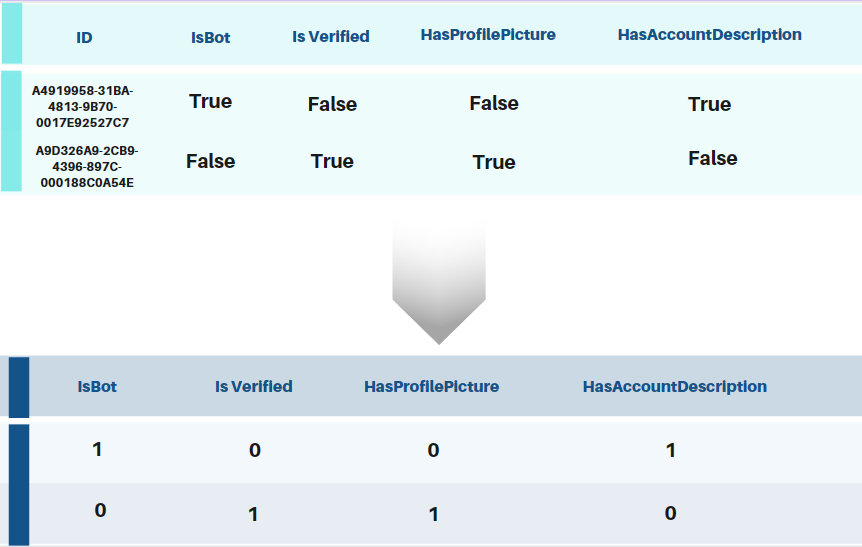 ID IsBot Is Verified HasProfilePicture HasAccountDescription
A4919958-31BA-
4813-9B70-
0017E92527C7
True False False True
A9D326A9-2CB9-
4396-897C-
000188C0A54E
False True True False
IsBot Is Verified HasProfilePicture HasAccountDescription
1 0 0 1
0 1 1 0